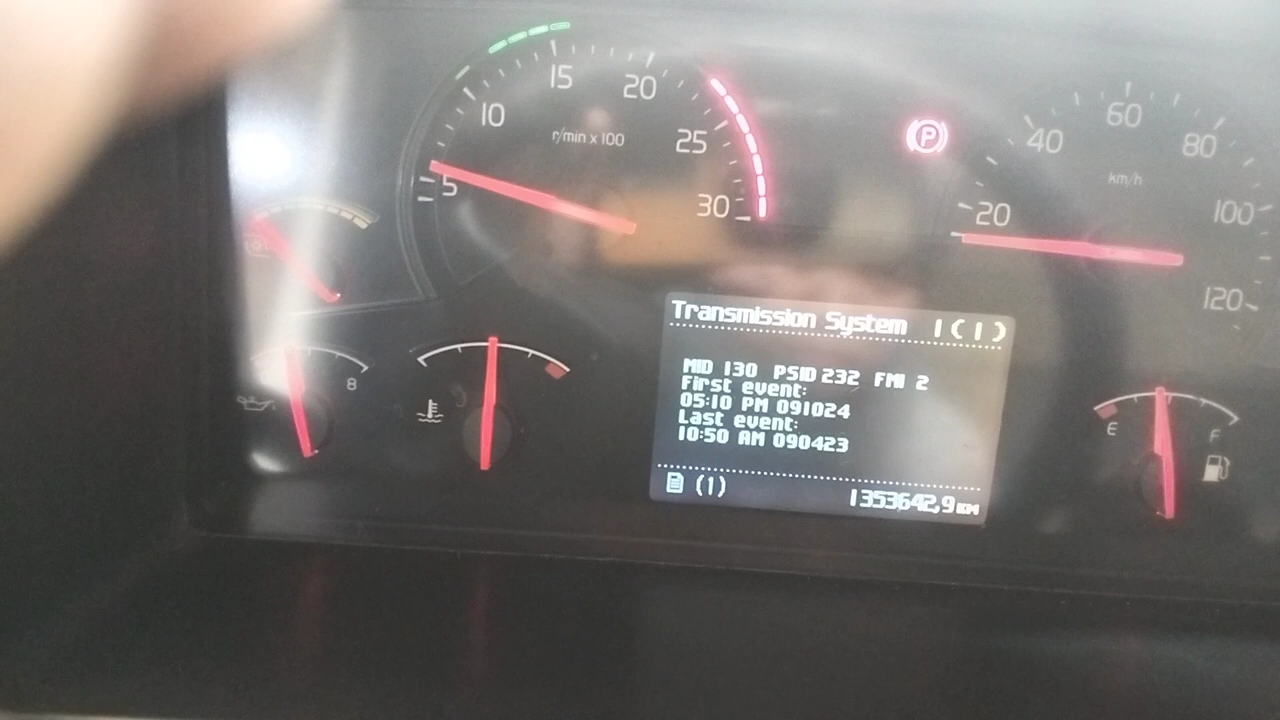 15
20
10
r/min x 100
25
5
30
60
40
80
km/h
20
100
120
Transmission System 1(1)
MID 130 PSID 232 FMI 2
First event:
05:10 PM 091024
Last event:
10:50 AM 090423
(1) 1353642,9KM
8
E
F
P